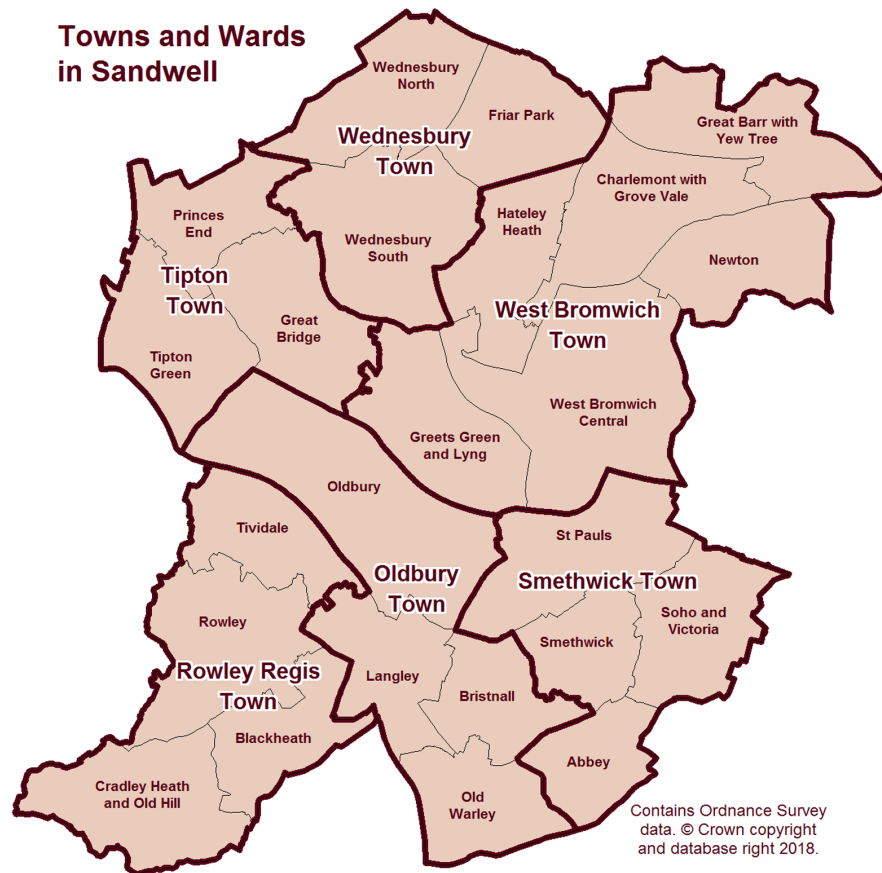 Towns and Wards
in Sandwell
Wednesbury
North
Friar Park
Great Barr with
Yew Tree
Wednesbury
Town
Charlemont with
Grove Vale
Princes
End
Hateley
Heath
Wednesbury
South
Newton
Tipton
Town
Great
Bridge
West Bromwich
Town
Tipton
Green
West Bromwich
Central
Greets Green
and Lyng
Oldbury
Tividale
St Pauls
Oldbury
Town
Smethwick Town
Soho and
Victoria
Rowley
Smethwick
Rowley Regis
Town
Langley
Bristnall
Blackheath
Abbey
Cradley Heath
and Old Hill
Old
Warley
Contains Ordnance Survey
data. © Crown copyright
and database right 2018.